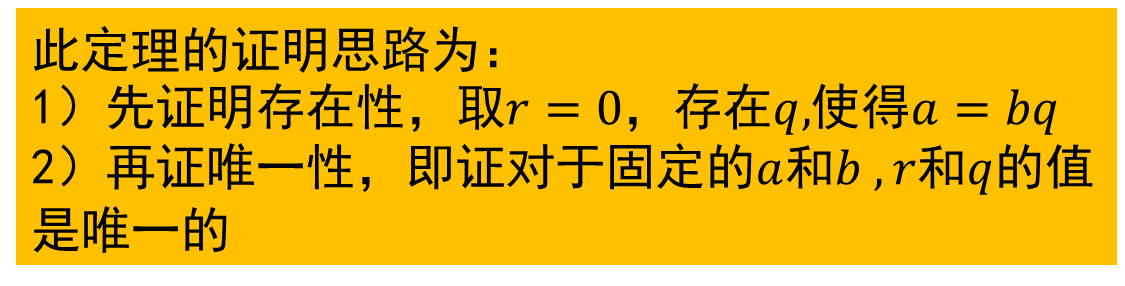 此定理的证明思路为：
1）先证明存在性，取r = 0，存在q,使得a = bq
2）再证唯一性，即证对于固定的a和b ,r和q的值
是唯一的